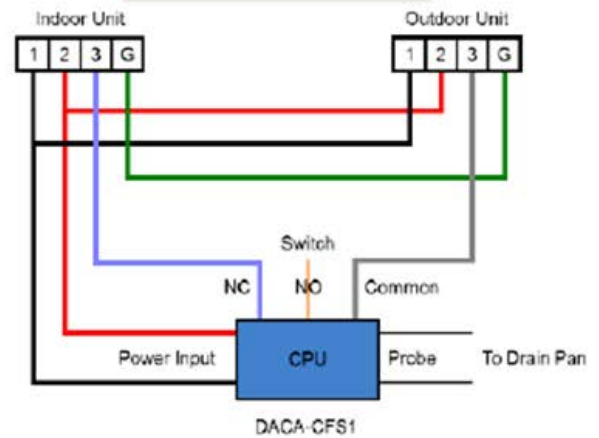 Indoor Unit Outdoor Unit
1 2 3 G 1 2 3 G
Switch
NC NO Common
Power Input CPU Probe To Drain Pan
DACA-CFS1